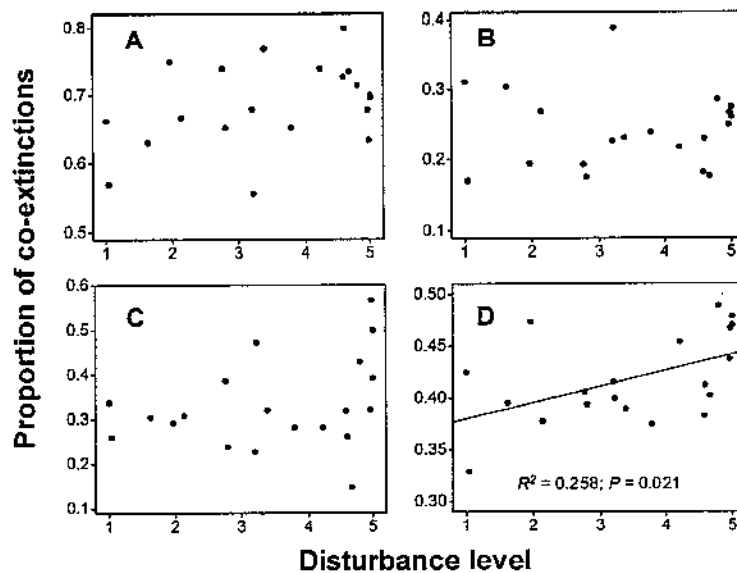 Proportion of co-extinctions
A
0.8
0.7
0.6
0.5
1 2 3 4 5
B
0.4
0.3
0.2
0.1
1 2 3 4 5
C
0.6
0.5
0.4
0.3
0.2
0.1
1 2 3 4 5
D
0.50
0.45
0.40
0.35
0.30
R² = 0.258; P = 0.021
1 2 3 4 5
Disturbance level